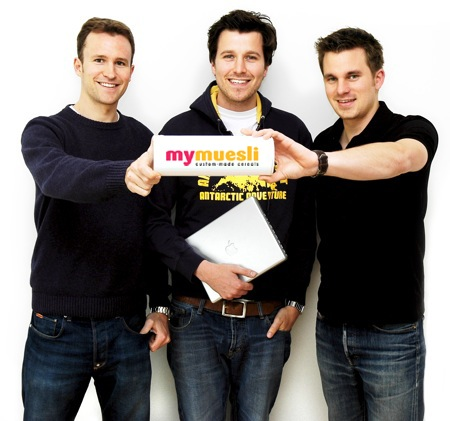 mymuesli
custom-made cereals
ANTARCTIC ADVENTURE